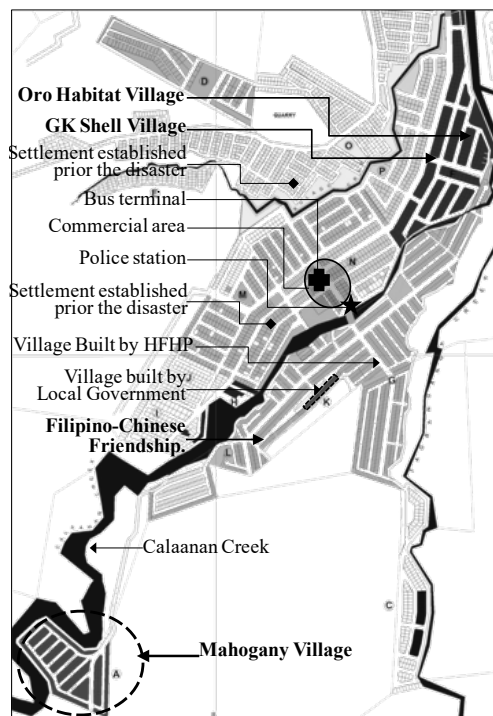 D
QUARRY
Oro Habitat Village
GK Shell Village
O
Settlement established
prior the disaster
P
Bus terminal
Commercial area
N
Police station
M
Settlement established
prior the disaster
Village Built by HFHP
G
Village built by
Local Government
H
K
Filipino-Chinese
Friendship.
L
Calaanan Creek
C
Mahogany Village
A